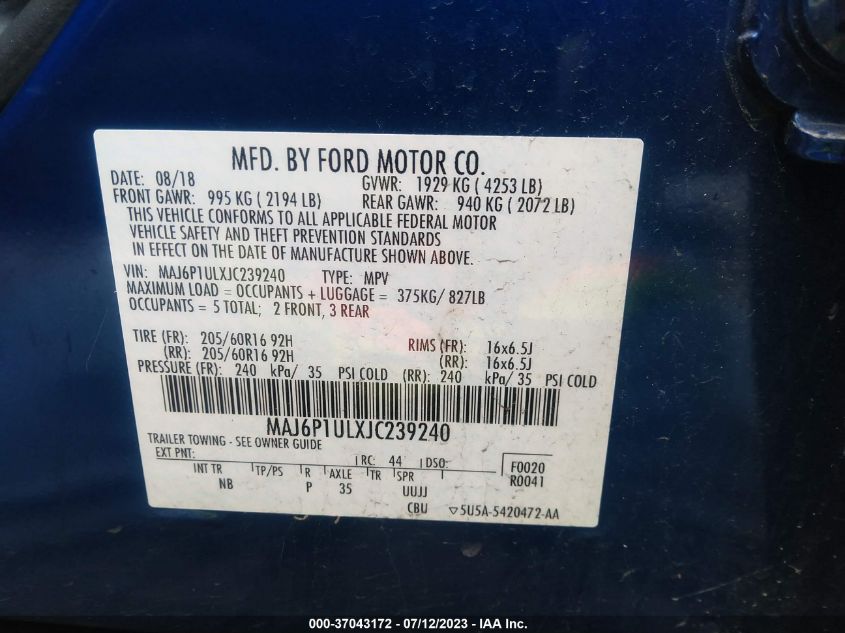 MFD. BY FORD MOTOR CO.
DATE: 08/18 GVWR: 1929 KG ( 4253 LB)
FRONT GAWR: 995 KG ( 2194 LB) REAR GAWR: 940 KG ( 2072 LB)
THIS VEHICLE CONFORMS TO ALL APPLICABLE FEDERAL MOTOR
VEHICLE SAFETY AND THEFT PREVENTION STANDARDS
IN EFFECT ON THE DATE OF MANUFACTURE SHOWN ABOVE.
VIN: MAJ6P1ULXJC239240 TYPE: MPV
MAXIMUM LOAD = OCCUPANTS + LUGGAGE = 375KG/ 827LB
OCCUPANTS = 5 TOTAL; 2 FRONT, 3 REAR
TIRE (FR): 205/60R16 92H RIMS (FR): 16x6.5J
(RR): 205/60R16 92H (RR): 16x6.5J
PRESSURE (FR): 240 kPa/ 35 PSI COLD (RR): 240 kPa/ 35 PSI COLD
MAJ6P1ULXJC239240
TRAILER TOWING - SEE OWNER GUIDE
EXT PNT: RC: 44 DSO: F0020
INT TR TP/PS R AXLE TR SPR R0041
NB P 35 UUJJ
CBU 5U5A-5420472-AA
000-37043172 - 07/12/2023 - IAA Inc.